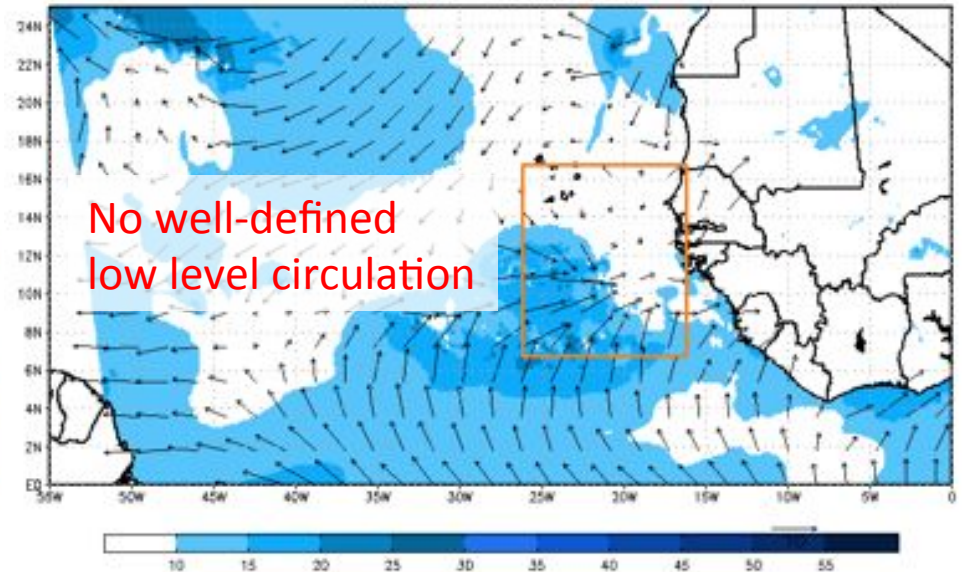 24N
22N
20N
18N
16N
14N
No well-defined
12N
low level circulation
10N
8N
6N
4N
2N
EQ
55W 50W 45W 40W 35W 30W 25W 20W 15W 10W 5W 0
10 15 20 25 30 35 40 45 50 55